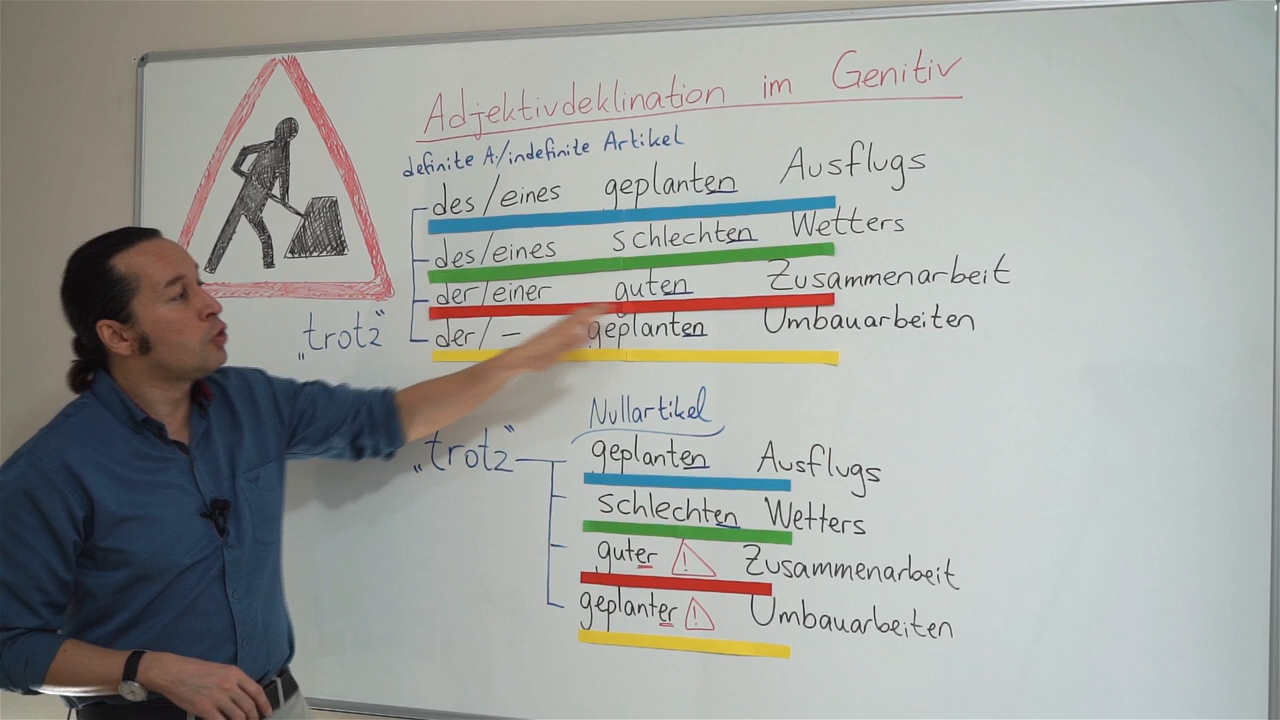 Adjektivdeklination im Genitiv
definite A/indefinite Artikel
des/eines geplanten Ausflugs
des/eines schlechten Wetters
der/einer guten Zusammenarbeit
der/ – geplanten Umbauarbeiten
„trotz“
Nullartikel
„trotz“
geplanten Ausflugs
schlechten Wetters
guter ! Zusammenarbeit
geplanter ! Umbauarbeiten